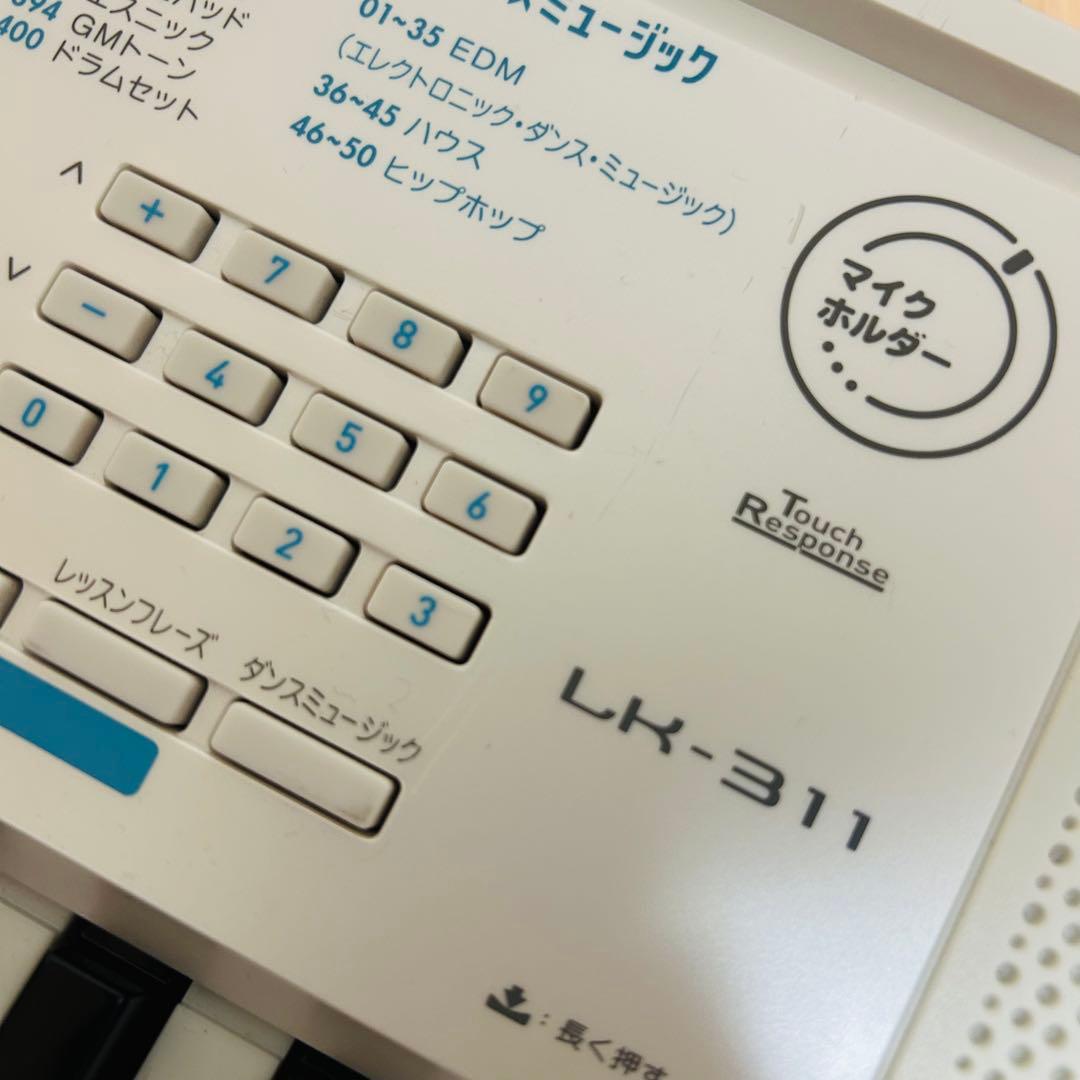 スミュージック
パッド
394 エスニック
GMトーン
400 ドラムセット
01~35 EDM
(エレクトロニック・ダンス・ミュージック)
36~45 ハウス
46~50 ヒップホップ
マイク
ホルダー
∧
+ 7 8 9
∨
- 4 5 6
0 1 2 3
Touch
Response
レッスンフレーズ
ダンスミュージック
LK-311
: 長く押す